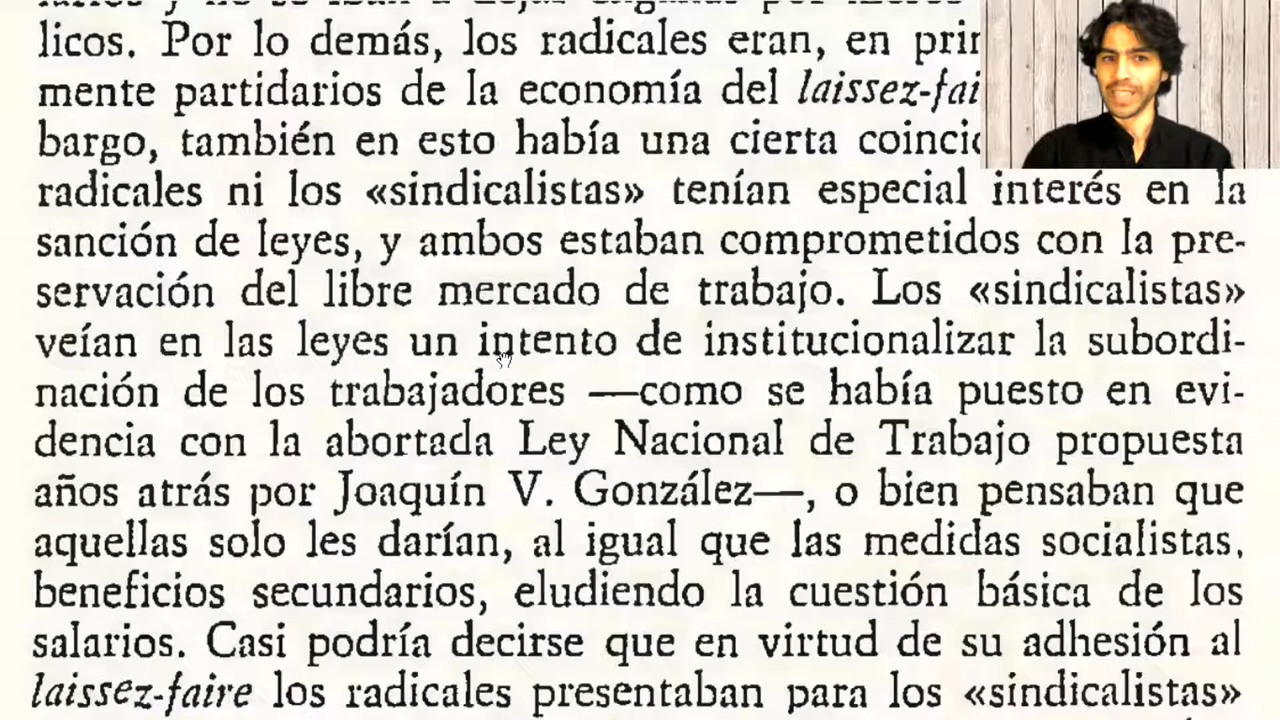 licos. Por lo demás, los radicales eran, en
mente partidarios de la economía del
bargo, también en esto había una cierta
radicales ni los «sindicalistas» tenían especial interés en la
sanción de leyes, y ambos estaban comprometidos con la pre-
servación del libre mercado de trabajo. Los «sindicalistas»
veían en las leyes un intento de institucionalizar la subordi-
nación de los trabajadores —como se había puesto en evi-
dencia con la abortada Ley Nacional de Trabajo propuesta
años atrás por Joaquín V. González—, o bien pensaban que
aquellas solo les darían, al igual que las medidas socialistas,
beneficios secundarios, eludiendo la cuestión básica de los
salarios. Casi podría decirse que en virtud de su adhesión al
laissez-faire los radicales presentaban para los «sindicalistas»